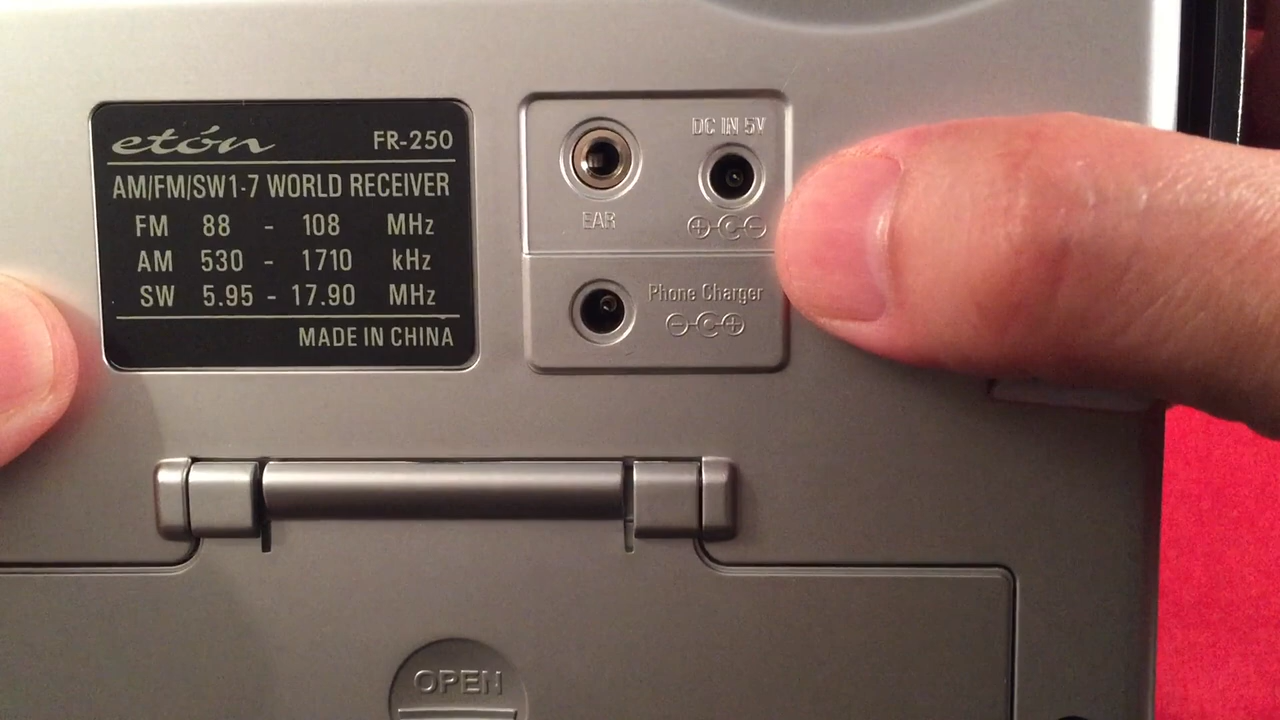 etón FR-250
AM/FM/SW1-7 WORLD RECEIVER
FM 88 - 108 MHz
AM 530 - 1710 kHz
SW 5.95 - 17.90 MHz
MADE IN CHINA
DC IN 5V
EAR
Phone Charger
OPEN